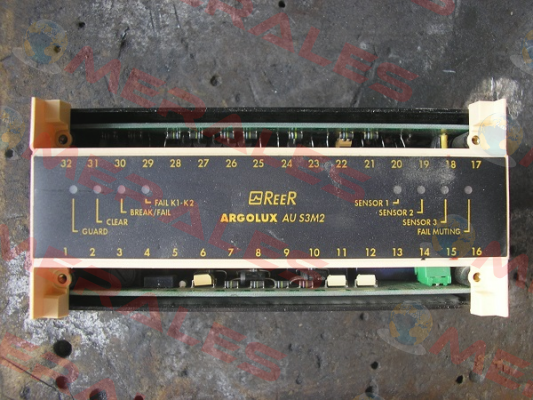 32 31 30 29 28 27 26 25 24 23 22 21 20 19 18 17
FAIL K1-K2
BREAK/FAIL
CLEAR
GUARD
REER
ARGOLUX AU S3M2
SENSOR 1
SENSOR 2
SENSOR 3
FAIL MUTING
1 2 3 4 5 6 7 8 9 10 11 12 13 14 15 16
MERALES